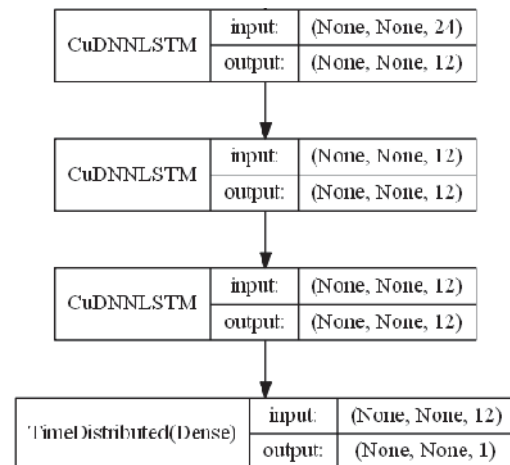 CuDNNLSTM
input: (None, None, 24)
output: (None, None, 12)
CuDNNLSTM
input: (None, None, 12)
output: (None, None, 12)
CuDNNLSTM
input: (None, None, 12)
output: (None, None, 12)
TimeDistributed(Dense)
input: (None, None, 12)
output: (None, None, 1)